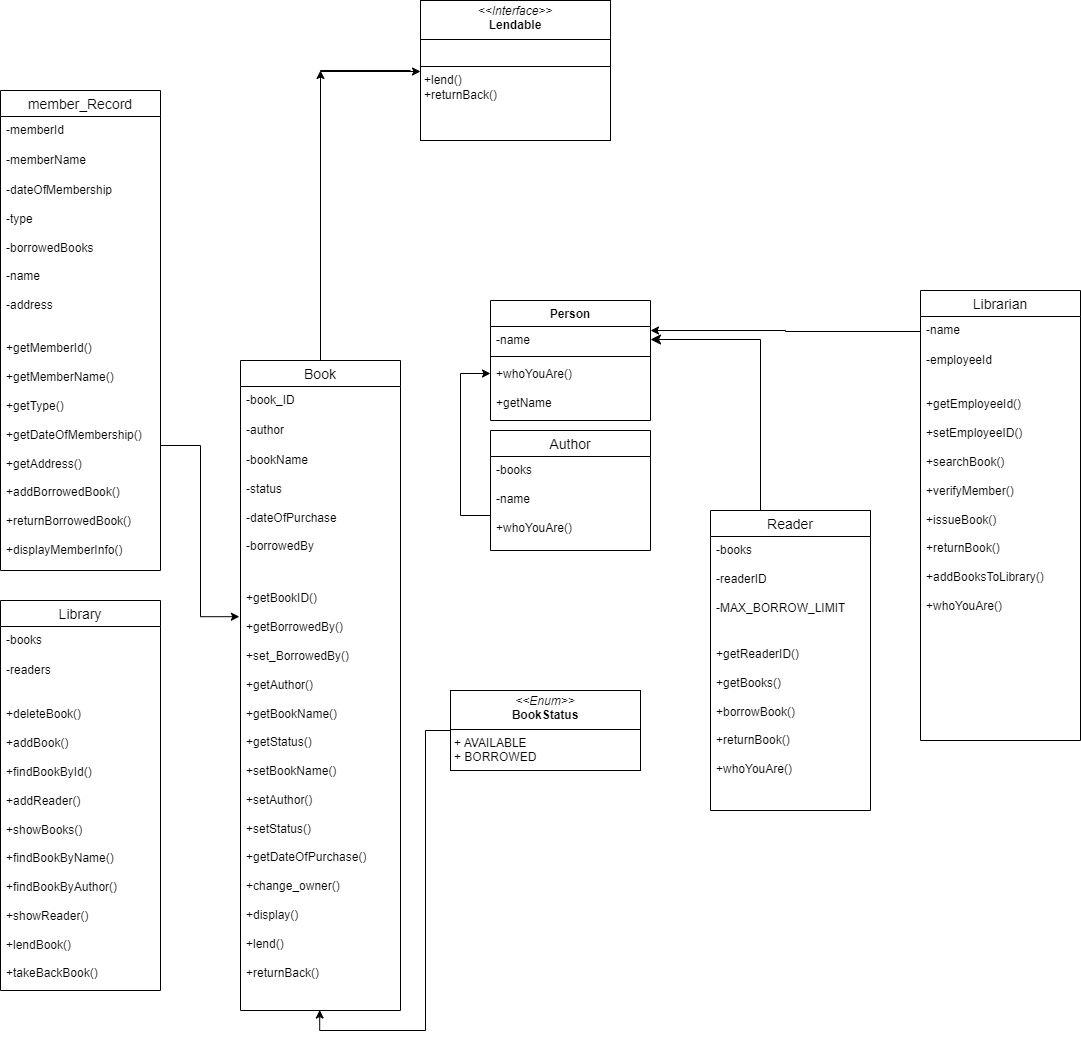 <<Interface>>
Lendable
+lend()
+returnBack()
member_Record
-memberId
-memberName
-dateOfMembership
-type
-borrowedBooks
-name
-address
+getMemberId()
+getMemberName()
+getType()
+getDateOfMembership()
+getAddress()
+addBorrowedBook()
+returnBorrowedBook()
+displayMemberInfo()
Library
-books
-readers
+deleteBook()
+addBook()
+findBookById()
+addReader()
+showBooks()
+findBookByName()
+findBookByAuthor()
+showReader()
+lendBook()
+takeBackBook()
Book
-book_ID
-author
-bookName
-status
-dateOfPurchase
-borrowedBy
+getBookID()
+getBorrowedBy()
+set_BorrowedBy()
+getAuthor()
+getBookName()
+getStatus()
+setBookName()
+setAuthor()
+setStatus()
+getDateOfPurchase()
+change_owner()
+display()
+lend()
+returnBack()
Person
-name
+whoYouAre()
+getName
Author
-books
-name
+whoYouAre()
<<Enum>>
BookStatus
+ AVAILABLE
+ BORROWED
Reader
-books
-readerID
-MAX_BORROW_LIMIT
+getReaderID()
+getBooks()
+borrowBook()
+returnBook()
+whoYouAre()
Librarian
-name
-employeeId
+getEmployeeId()
+setEmployeeID()
+searchBook()
+verifyMember()
+issueBook()
+returnBook()
+addBooksToLibrary()
+whoYouAre()